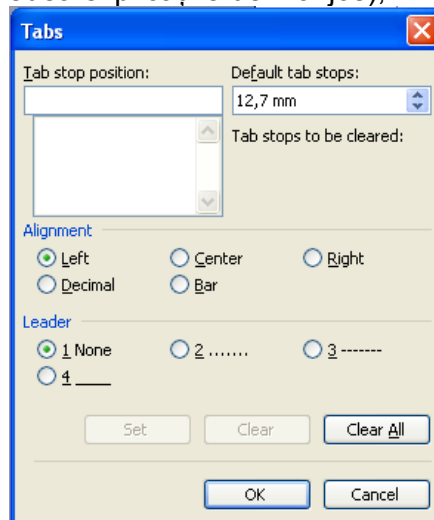 Tabs
Tab stop position: Default tab stops:
12,7 mm
Tab stops to be cleared:
Alignment
Left Center Right
Decimal Bar
Leader
1 None 2 ....... 3 -------
4 ____
Set Clear Clear All
OK Cancel